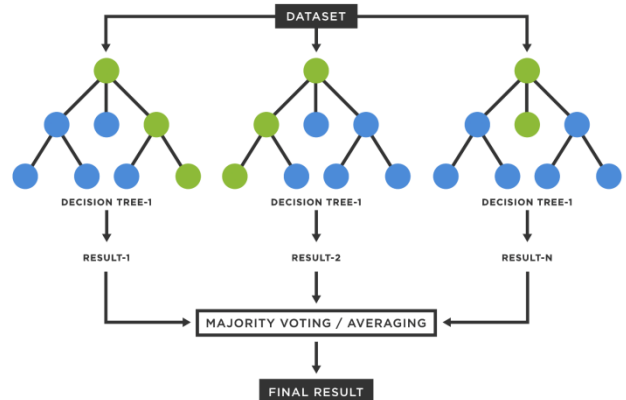 DATASET
DECISION TREE-1 DECISION TREE-1 DECISION TREE-1
RESULT-1 RESULT-2 RESULT-N
MAJORITY VOTING / AVERAGING
FINAL RESULT